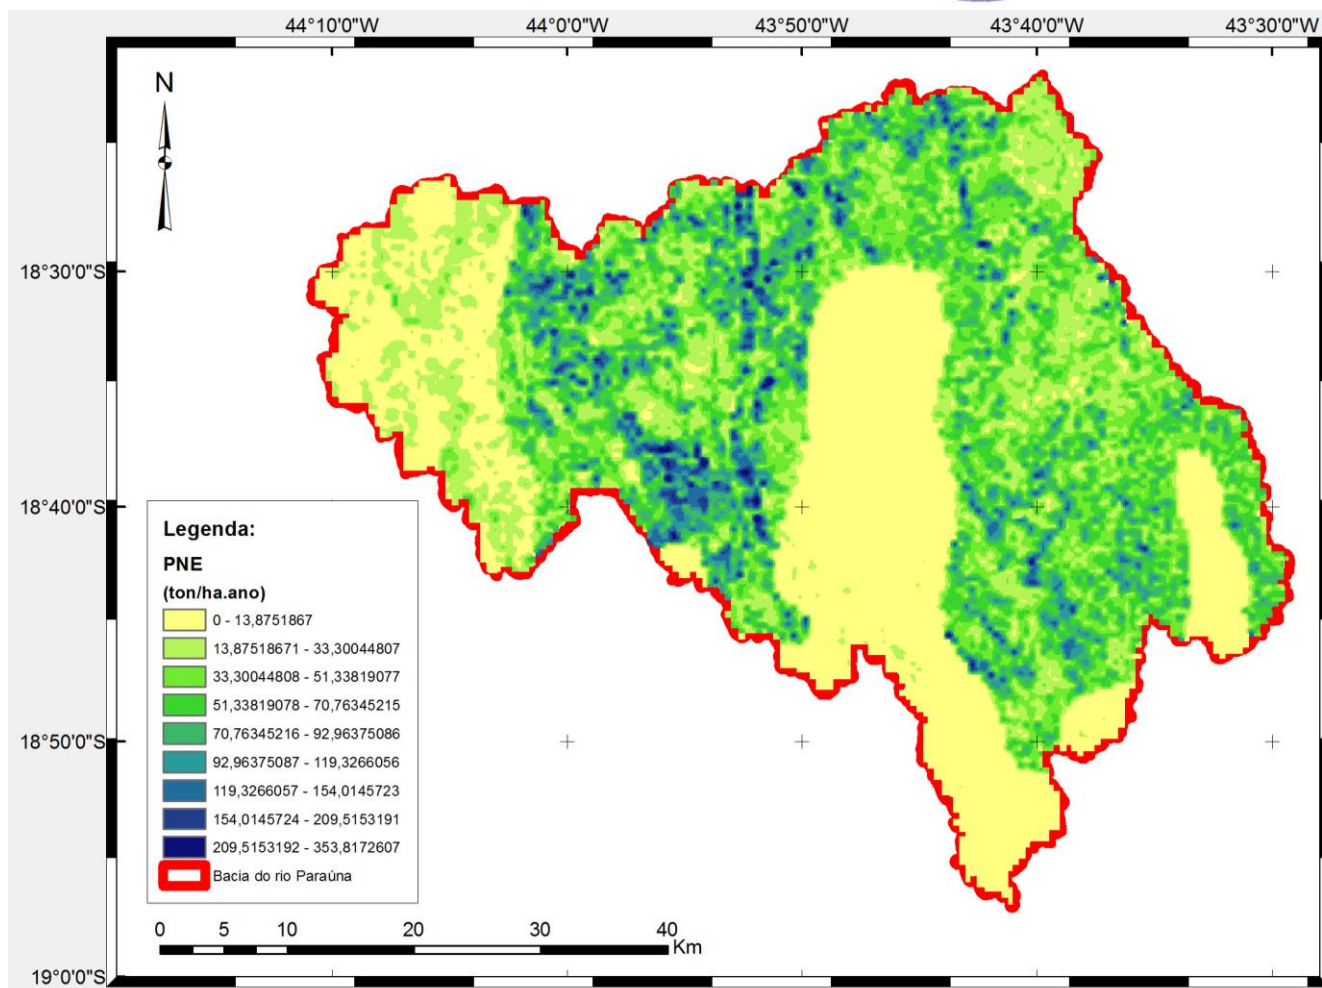 44°10'0"W 44°0'0"W 43°50'0"W 43°40'0"W 43°30'0"W
N
18°30'0"S
18°40'0"S
18°50'0"S
19°0'0"S
Legenda:
PNE
(ton/ha.ano)
0 - 13,8751867
13,87518671 - 33,30044807
33,30044808 - 51,33819077
51,33819078 - 70,76345215
70,76345216 - 92,96375086
92,96375087 - 119,3266056
119,3266057 - 154,0145723
154,0145724 - 209,5153191
209,5153192 - 353,8172607
Bacia do rio Paraúna
0 5 10 20 30 40
Km